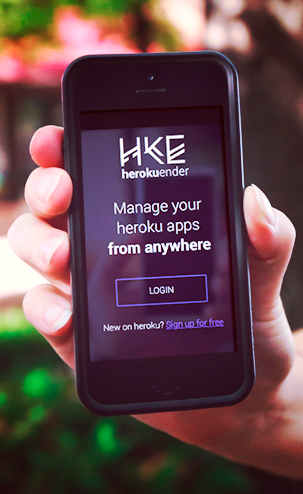 HKE
herokuender
Manage your
heroku apps
from anywhere
LOGIN
New on heroku? Sign up for free